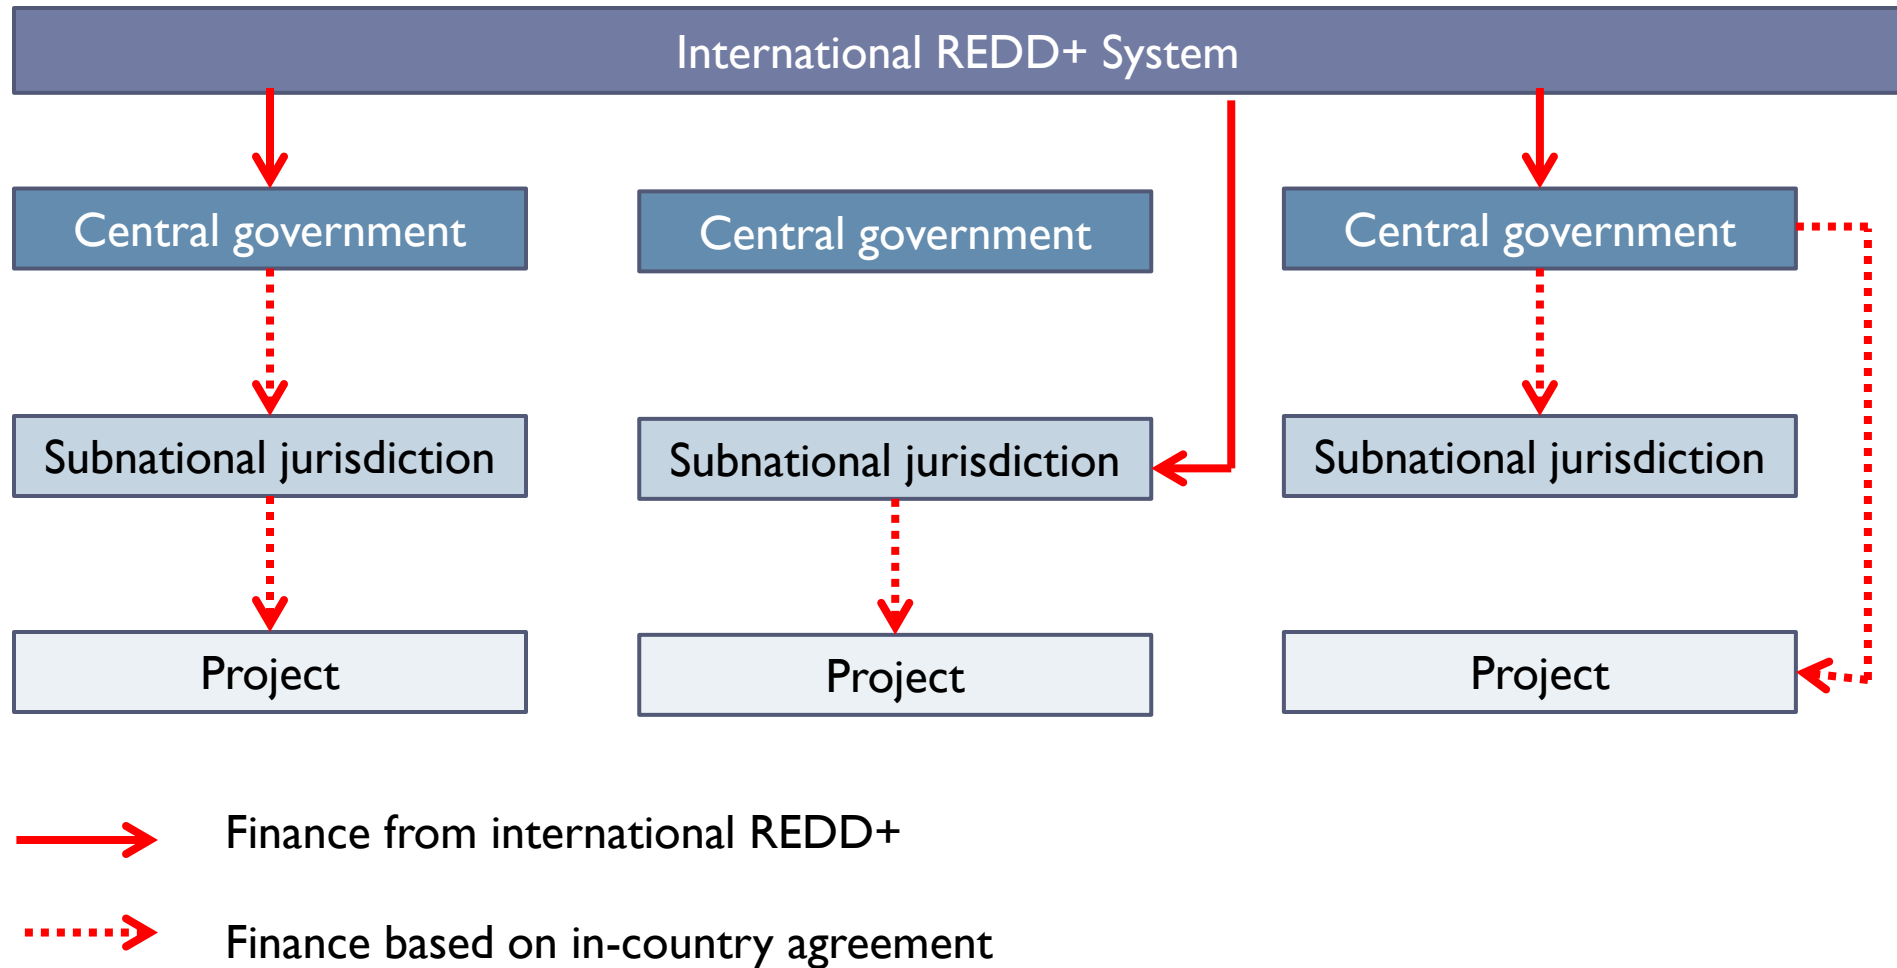 International REDD+ System
Central government
Central government
Central government
Subnational jurisdiction
Subnational jurisdiction
Subnational jurisdiction
Project
Project
Project
Finance from international REDD+
Finance based on in-country agreement